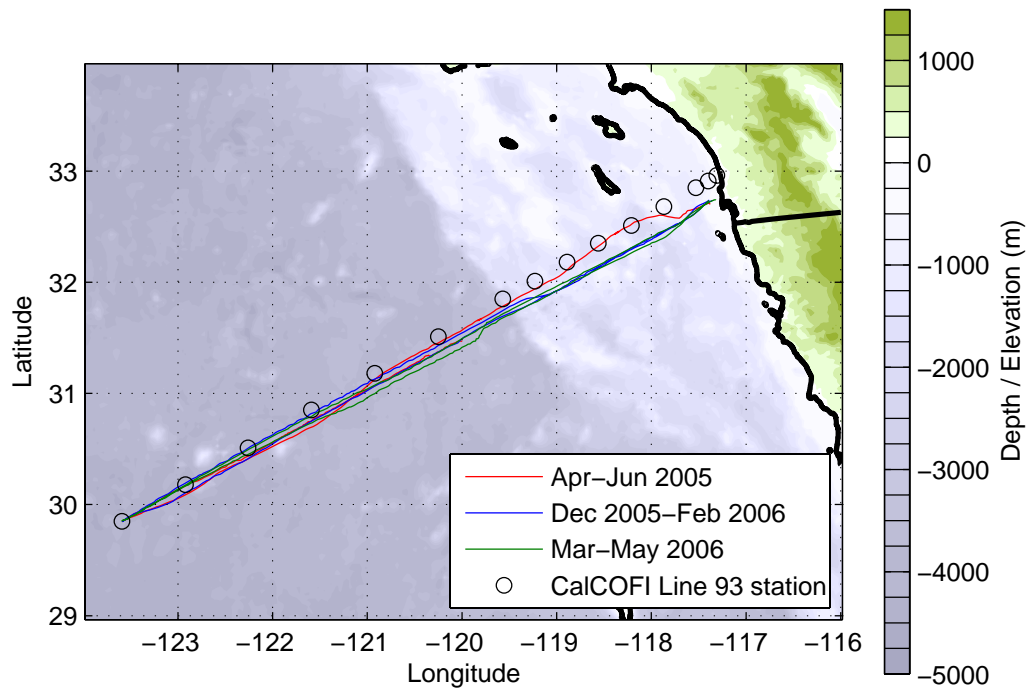 33
32
31
30
29
Latitude
−123
−122
−121
−120
−119
−118
−117
−116
Longitude
Apr−Jun 2005
Dec 2005−Feb 2006
Mar−May 2006
CalCOFI Line 93 station
1000
0
−1000
−2000
−3000
−4000
−5000
Depth / Elevation (m)